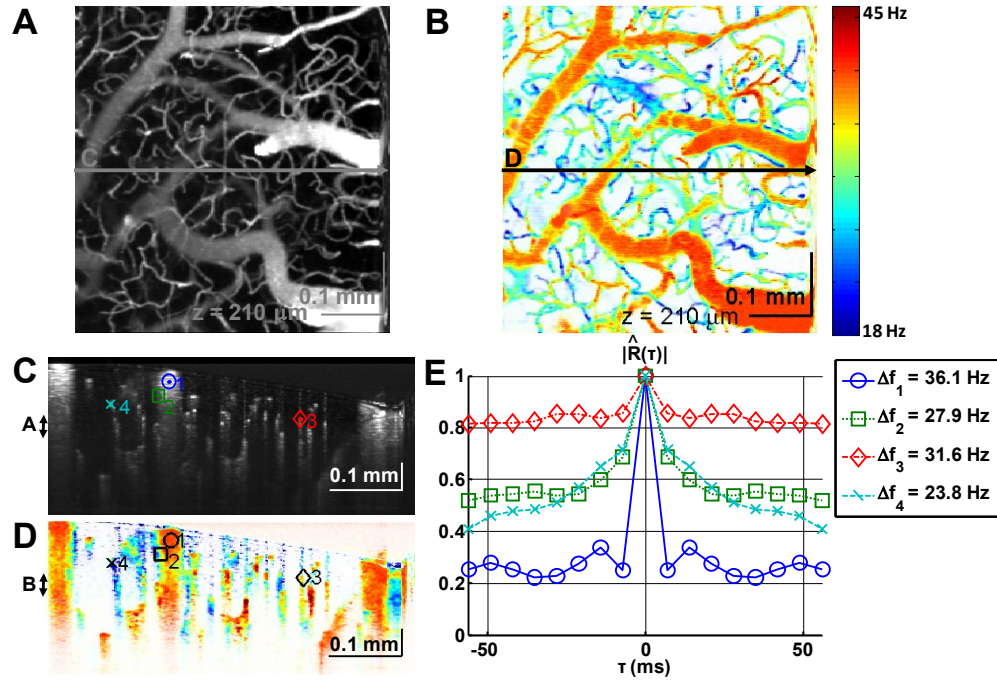 A
C
0.1 mm
z = 210 μm
B
D
0.1 mm
z = 210 μm
45 Hz
18 Hz
C
A
1
2
3
4
0.1 mm
D
B
1
2
3
4
0.1 mm
E
|R̂(τ)|
1
0.8
0.6
0.4
0.2
0
-50
0
50
τ (ms)
Δf1 = 36.1 Hz
Δf2 = 27.9 Hz
Δf3 = 31.6 Hz
Δf4 = 23.8 Hz